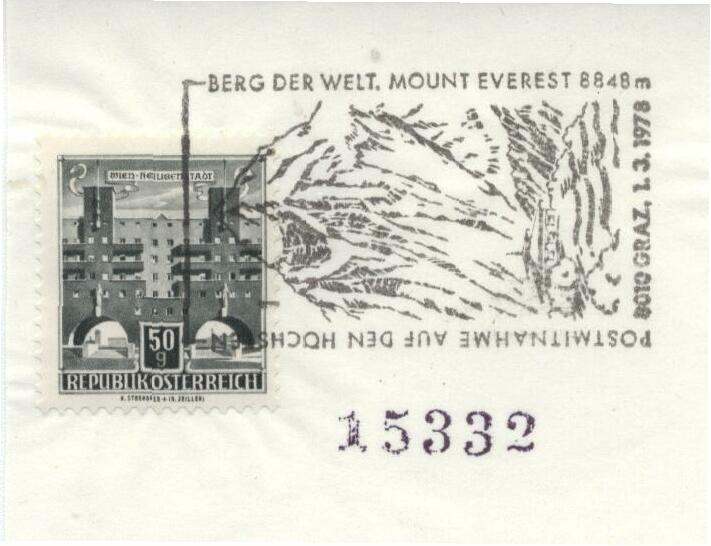 BERG DER WELT. MOUNT EVEREST 8848m
8010 GRAZ, 1.3.1978
POSTMITNAHME AUF DEN HÖCHSTEN
WIEN-HEILIGENSTADT
S S
50
g
REPUBLIK ÖSTERREICH
15332